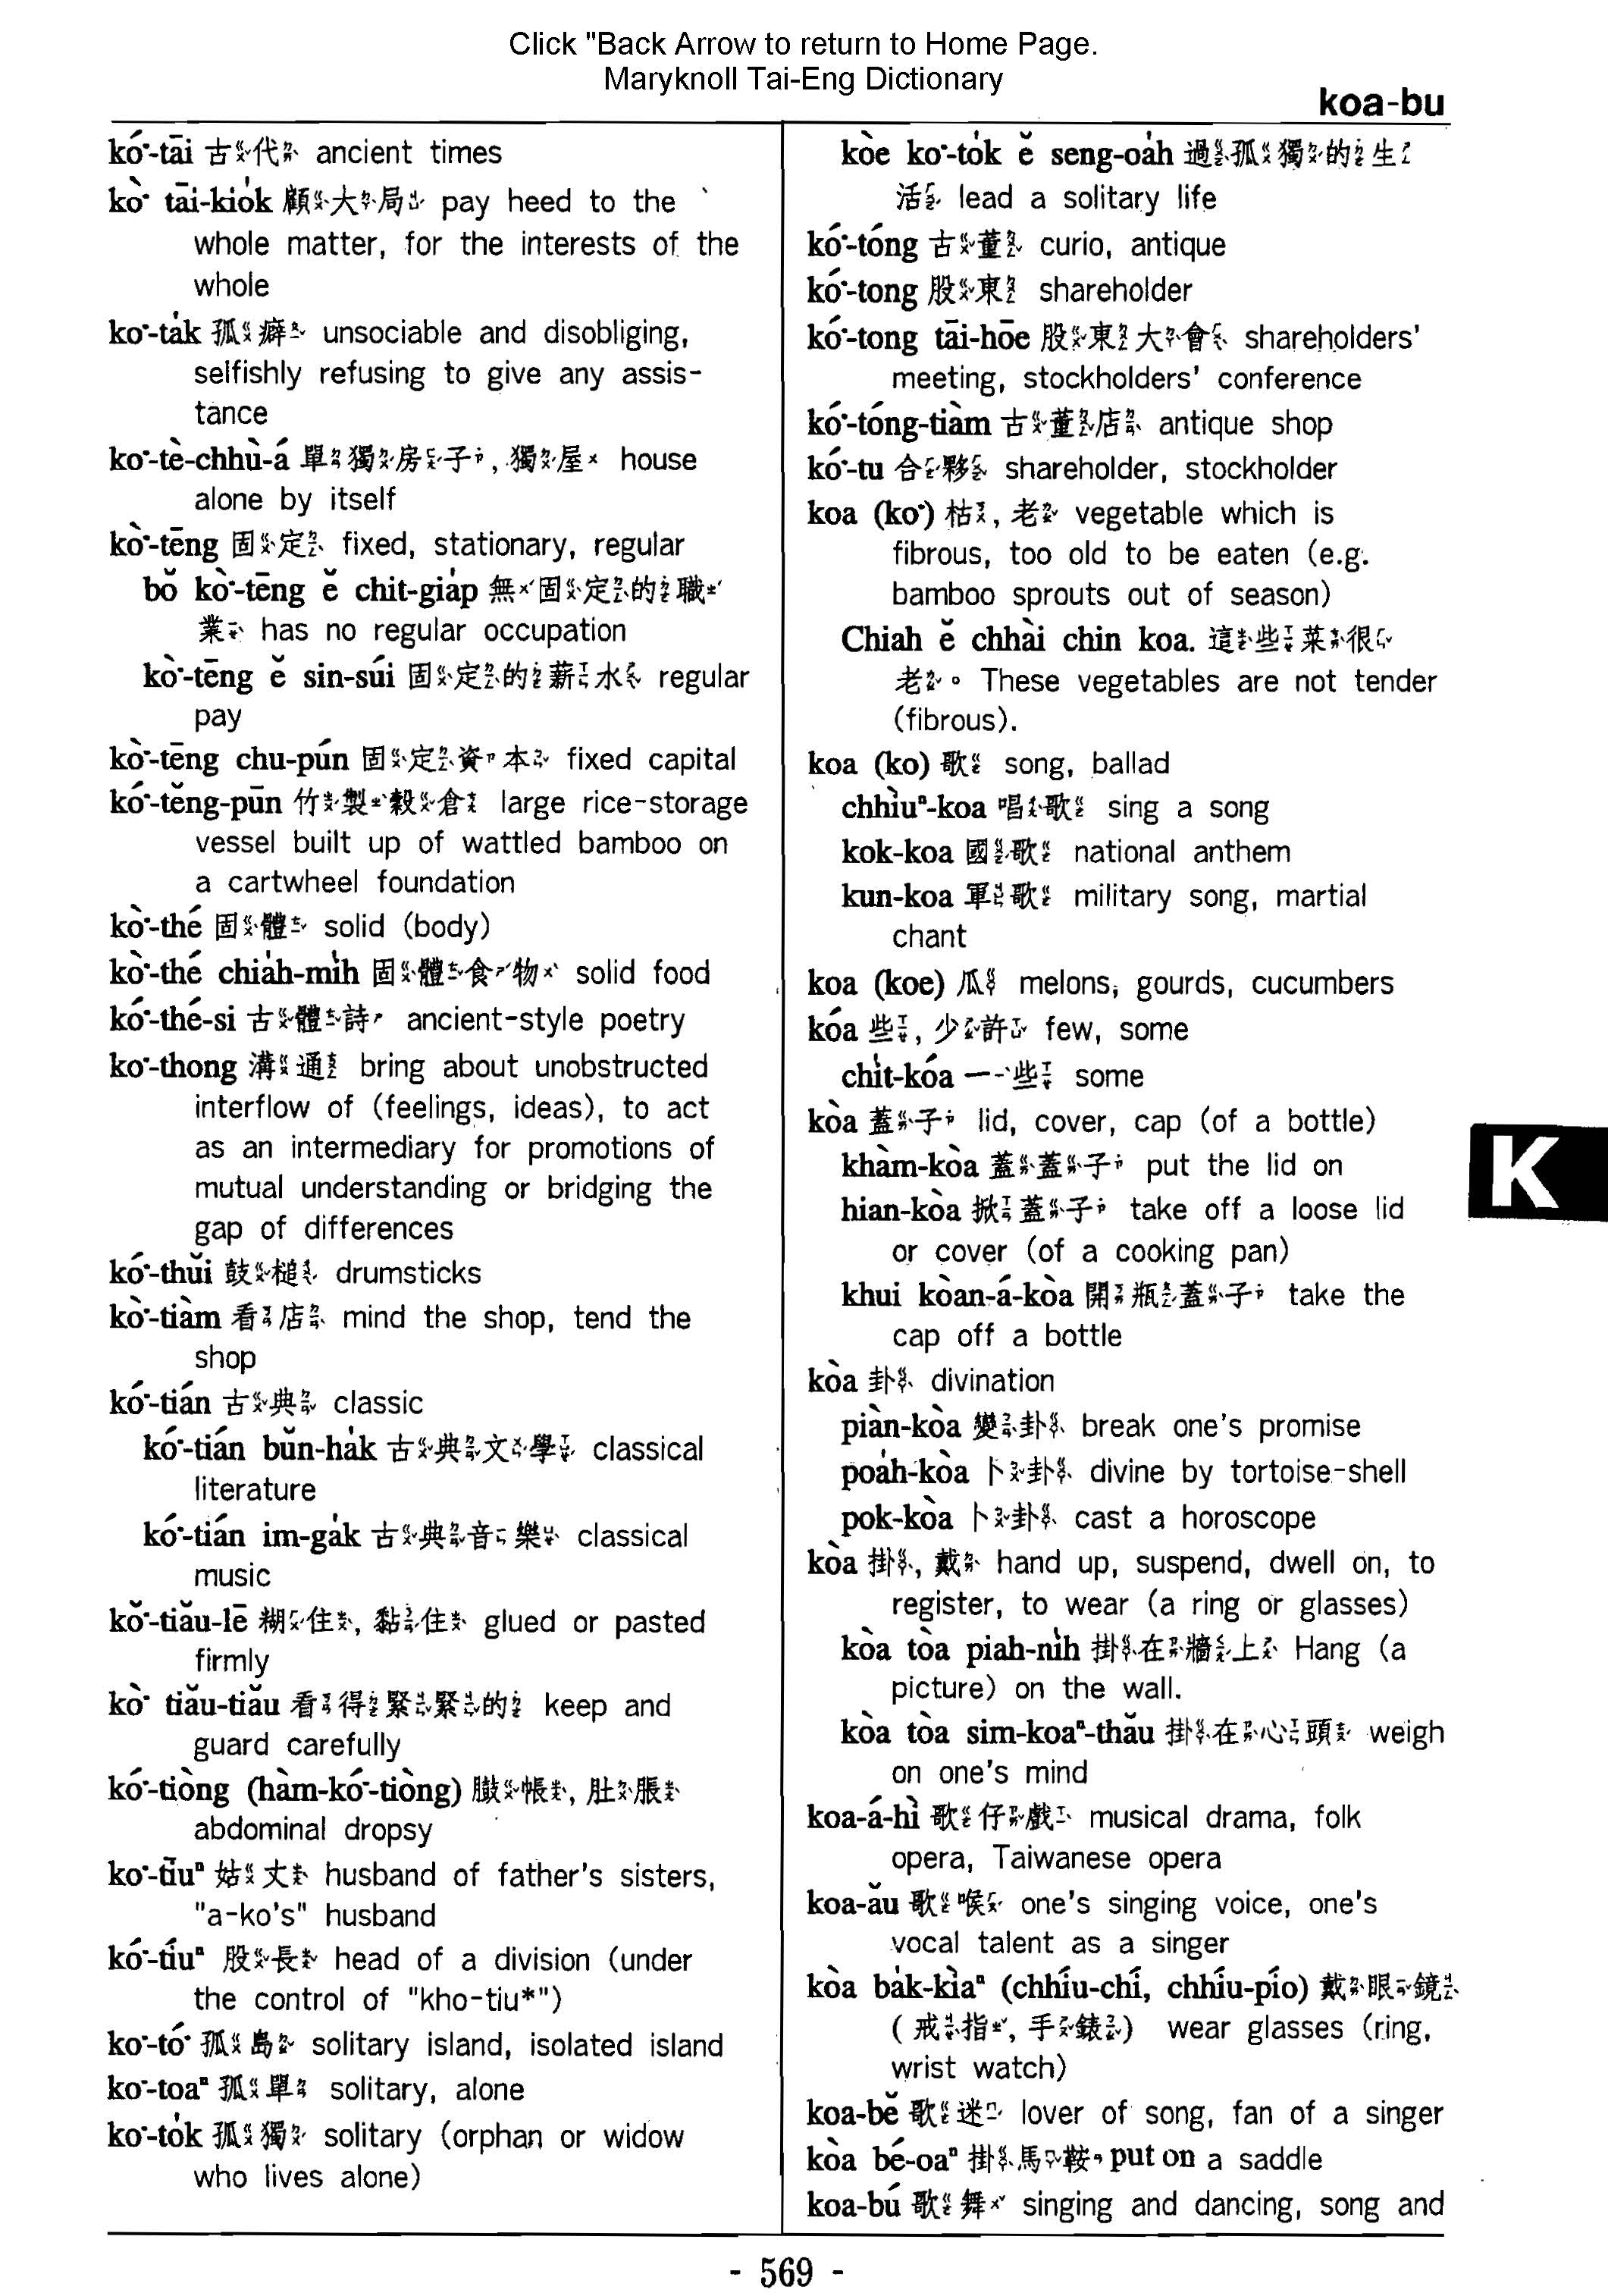 Click "Back Arrow to return to Home Page.
Maryknoll Tai-Eng Dictionary
koa-bu
kó͘-tāi 古代 ancient times
kò͘ tāi-kio̍k 顧大局 pay heed to the
whole matter, for the interests of the
whole
ko͘-ta̍k 孤癖 unsociable and disobliging,
selfishly refusing to give any assis-
tance
ko͘-tè-chhù-á 單獨房子, 獨屋 house
alone by itself
kò͘-tēng 固定 fixed, stationary, regular
bŏ kò͘-tēng ĕ chit-gia̍p 無固定的職
業 has no regular occupation
kò͘-tēng ĕ sin-súi 固定的薪水 regular
pay
kò͘-tēng chu-pún 固定資本 fixed capital
kó͘-tĕng-pūn 竹製穀倉 large rice-storage
vessel built up of wattled bamboo on
a cartwheel foundation
kò͘-thé 固體 solid (body)
kò͘-thé chia̍h-mi̍h 固體食物 solid food
kó͘-thé-si 古體詩 ancient-style poetry
ko͘-thong 溝通 bring about unobstructed
interflow of (feelings, ideas), to act
as an intermediary for promotions of
mutual understanding or bridging the
gap of differences
kó͘-thŭi 鼓槌 drumsticks
kò͘-tiàm 看店 mind the shop, tend the
shop
kó͘-tián 古典 classic
kó͘-tián bŭn-ha̍k 古典文學 classical
literature
kó͘-tián im-ga̍k 古典音樂 classical
music
kŏ͘-tiău-lē 糊住, 黏住 glued or pasted
firmly
kò͘ tiău-tiău 看得緊緊的 keep and
guard carefully
kó͘-tiòng (hàm-kó͘-tiòng) 臌帳, 肚脹
abdominal dropsy
ko͘-tīuⁿ 姑丈 husband of father's sisters,
"a-ko's" husband
kó͘-tíuⁿ 股長 head of a division (under
the control of "kho-tiu*")
ko͘-tó͘ 孤島 solitary island, isolated island
ko͘-toaⁿ 孤單 solitary, alone
ko͘-to̍k 孤獨 solitary (orphan or widow
who lives alone)
kòe ko͘-to̍k ĕ seng-oa̍h 過孤獨的生
活 lead a solitary life
kó͘-tóng 古董 curio, antique
kó͘-tong 股東 shareholder
kó͘-tong tāi-hōe 股東大會 shareholders'
meeting, stockholders' conference
kó͘-tóng-tiàm 古董店 antique shop
kó͘-tu 合夥 shareholder, stockholder
koa (ko͘) 枯, 老 vegetable which is
fibrous, too old to be eaten (e.g.
bamboo sprouts out of season)
Chiah ĕ chhài chin koa. 這些菜很
老。 These vegetables are not tender
(fibrous).
koa (ko) 歌 song, ballad
chhìuⁿ-koa 唱歌 sing a song
kok-koa 國歌 national anthem
kun-koa 軍歌 military song, martial
chant
koa (koe) 瓜 melons, gourds, cucumbers
kóa 些, 少許 few, some
chi̍t-kóa 一些 some
kòa 蓋子 lid, cover, cap (of a bottle)
khàm-kòa 蓋蓋子 put the lid on
hian-kòa 掀蓋子 take off a loose lid
or cover (of a cooking pan)
khui kòan-á-kòa 開瓶蓋子 take the
cap off a bottle
kòa 卦 divination
piàn-kòa 變卦 break one's promise
poa̍h-kòa 卜卦 divine by tortoise-shell
pok-kòa 卜卦 cast a horoscope
kòa 掛, 戴 hand up, suspend, dwell on, to
register, to wear (a ring or glasses)
kòa tòa piah-ni̍h 掛在牆上 Hang (a
picture) on the wall.
kòa tòa sim-koaⁿ-thău 掛在心頭 weigh
on one's mind
koa-á-hì 歌仔戲 musical drama, folk
opera, Taiwanese opera
koa-ău 歌喉 one's singing voice, one's
vocal talent as a singer
kòa ba̍k-kìaⁿ (chhíu-chí, chhíu-pío) 戴眼鏡
(戒指, 手錶) wear glasses (ring,
wrist watch)
koa-bĕ 歌迷 lover of song, fan of a singer
kòa bé-oaⁿ 掛馬鞍 put on a saddle
koa-bú 歌舞 singing and dancing, song and
K
- 569 -